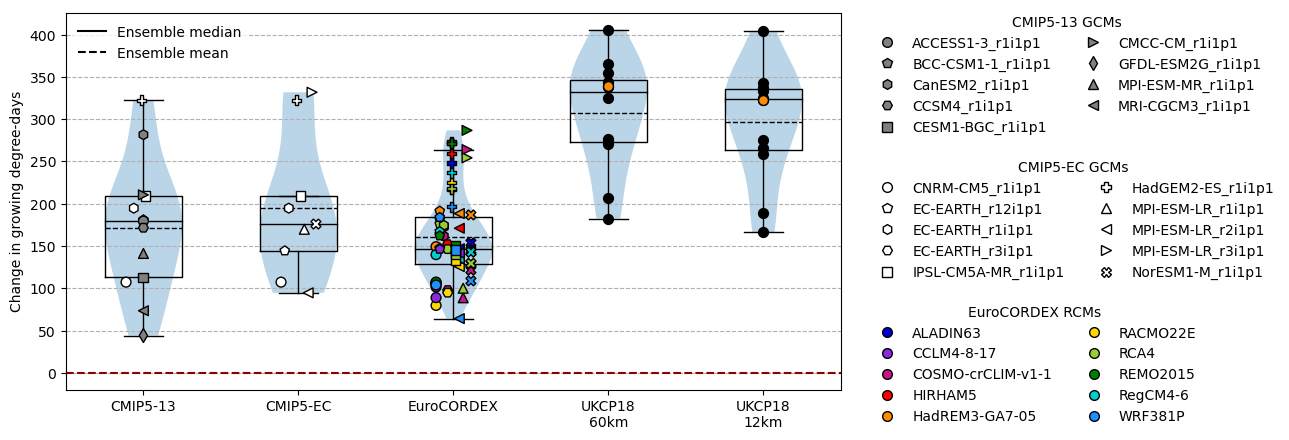 Change in growing degree-days
400
350
300
250
200
150
100
50
0
Ensemble median
Ensemble mean
CMIP5-13
CMIP5-EC
EuroCORDEX
UKCP18
60km
UKCP18
12km
CMIP5-13 GCMs
ACCESS1-3_r1i1p1
BCC-CSM1-1_r1i1p1
CanESM2_r1i1p1
CCSM4_r1i1p1
CESM1-BGC_r1i1p1
CMCC-CM_r1i1p1
GFDL-ESM2G_r1i1p1
MPI-ESM-MR_r1i1p1
MRI-CGCM3_r1i1p1
CMIP5-EC GCMs
CNRM-CM5_r1i1p1
EC-EARTH_r12i1p1
EC-EARTH_r1i1p1
EC-EARTH_r3i1p1
IPSL-CM5A-MR_r1i1p1
HadGEM2-ES_r1i1p1
MPI-ESM-LR_r1i1p1
MPI-ESM-LR_r2i1p1
MPI-ESM-LR_r3i1p1
NorESM1-M_r1i1p1
EuroCORDEX RCMs
ALADIN63
CCLM4-8-17
COSMO-crCLIM-v1-1
HIRHAM5
HadREM3-GA7-05
RACMO22E
RCA4
REMO2015
RegCM4-6
WRF381P